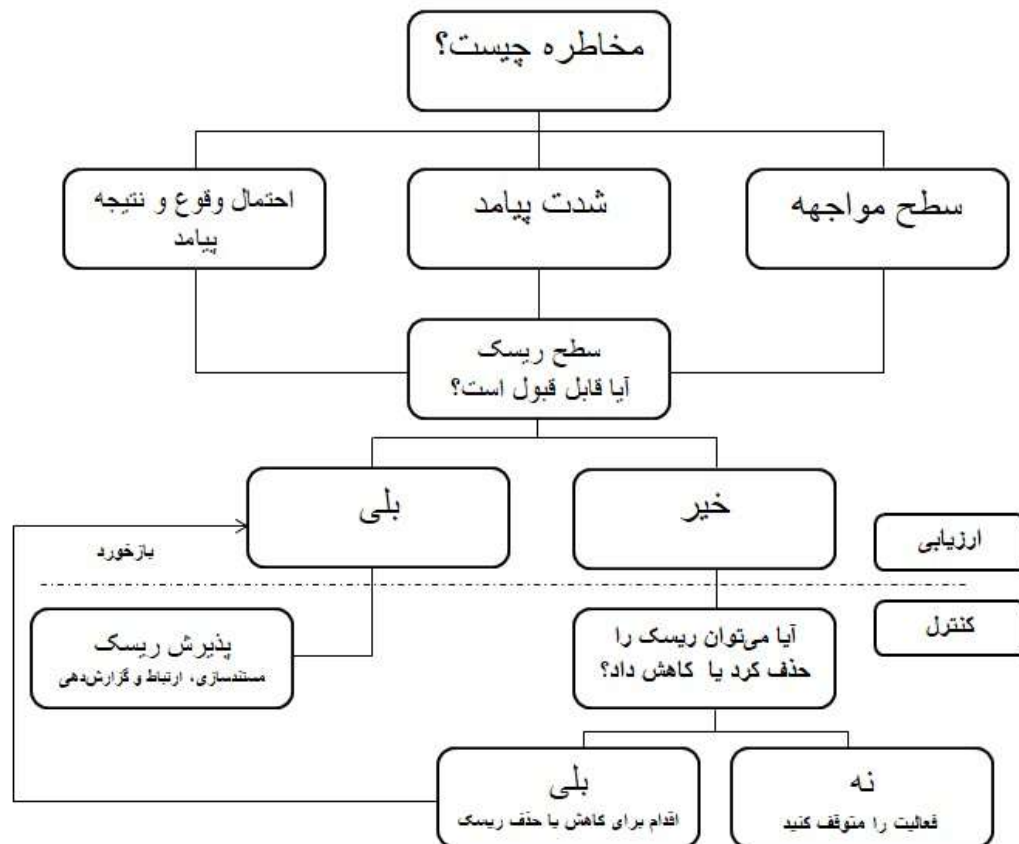 مخاطره چیست؟
سطح مواجهه
شدت پیامد
احتمال وقوع و نتیجه
پیامد
سطح ریسک
آیا قابل قبول است؟
خیر
بلی
ارزیابی
بازخورد
کنترل
آیا می‌توان ریسک را
حذف کرد یا کاهش داد؟
پذیرش ریسک
مستندسازی، ارتباط و گزارش‌دهی
نه
فعالیت را متوقف کنید
بلی
اقدام برای کاهش یا حذف ریسک